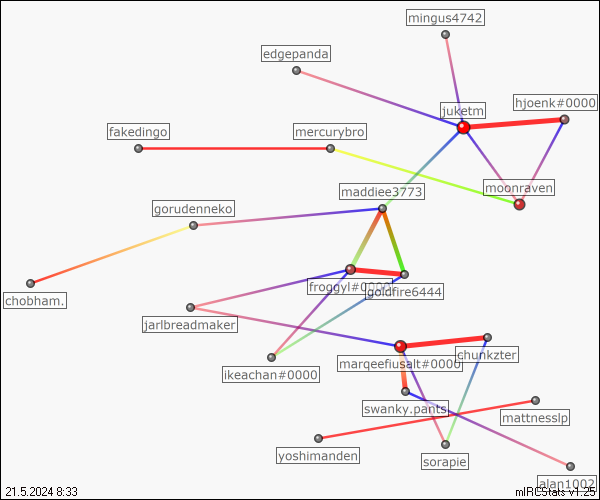 mingus4742
edgepanda
hjoenk#0000
juketm
fakedingo
mercurybro
moonraven
maddiee3773
gorudenneko
froggyl#0000
goldfire6444
chobham.
jarlbreadmaker
chunkzter
marqeefiusalt#0000
ikeachan#0000
swanky.pants
mattnesslp
yoshimanden
sorapie
alan1002
21.5.2024 8:33
mIRCStats v1.25